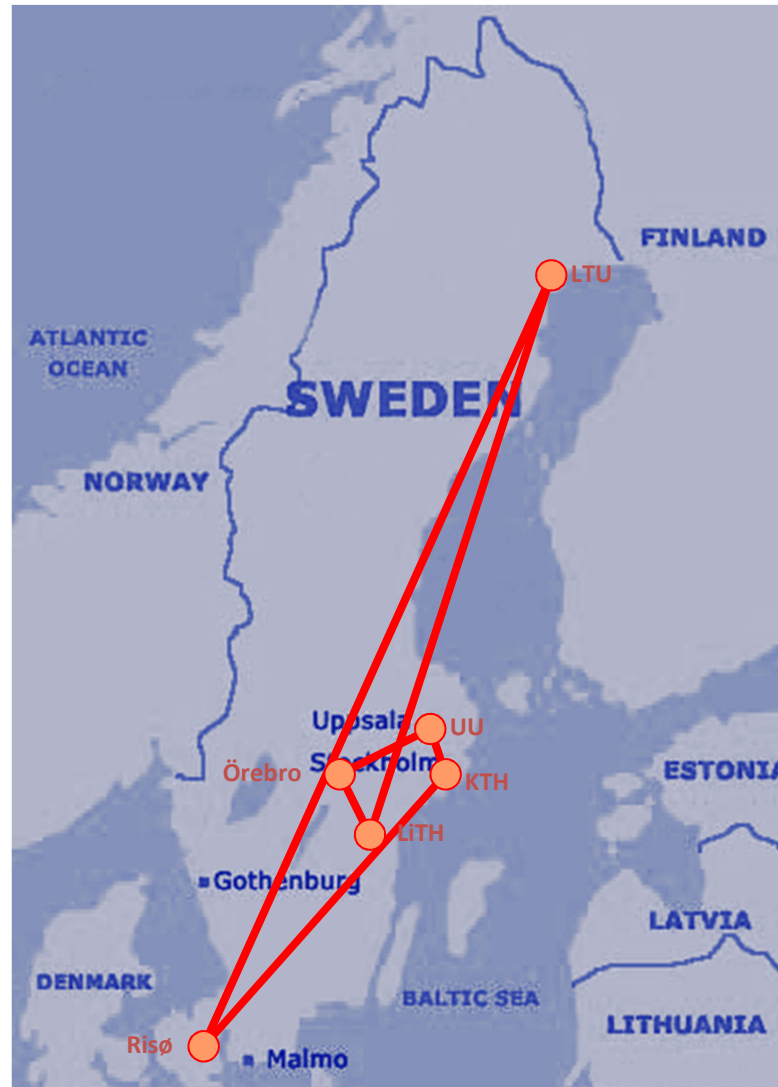 FINLAND
LTU
ATLANTIC
OCEAN
SWEDEN
NORWAY
Uppsala
UU
Stockholm
Örebro
KTH
ESTONIA
LiTH
Gothenburg
LATVIA
DENMARK
BALTIC SEA
LITHUANIA
Risø
Malmo